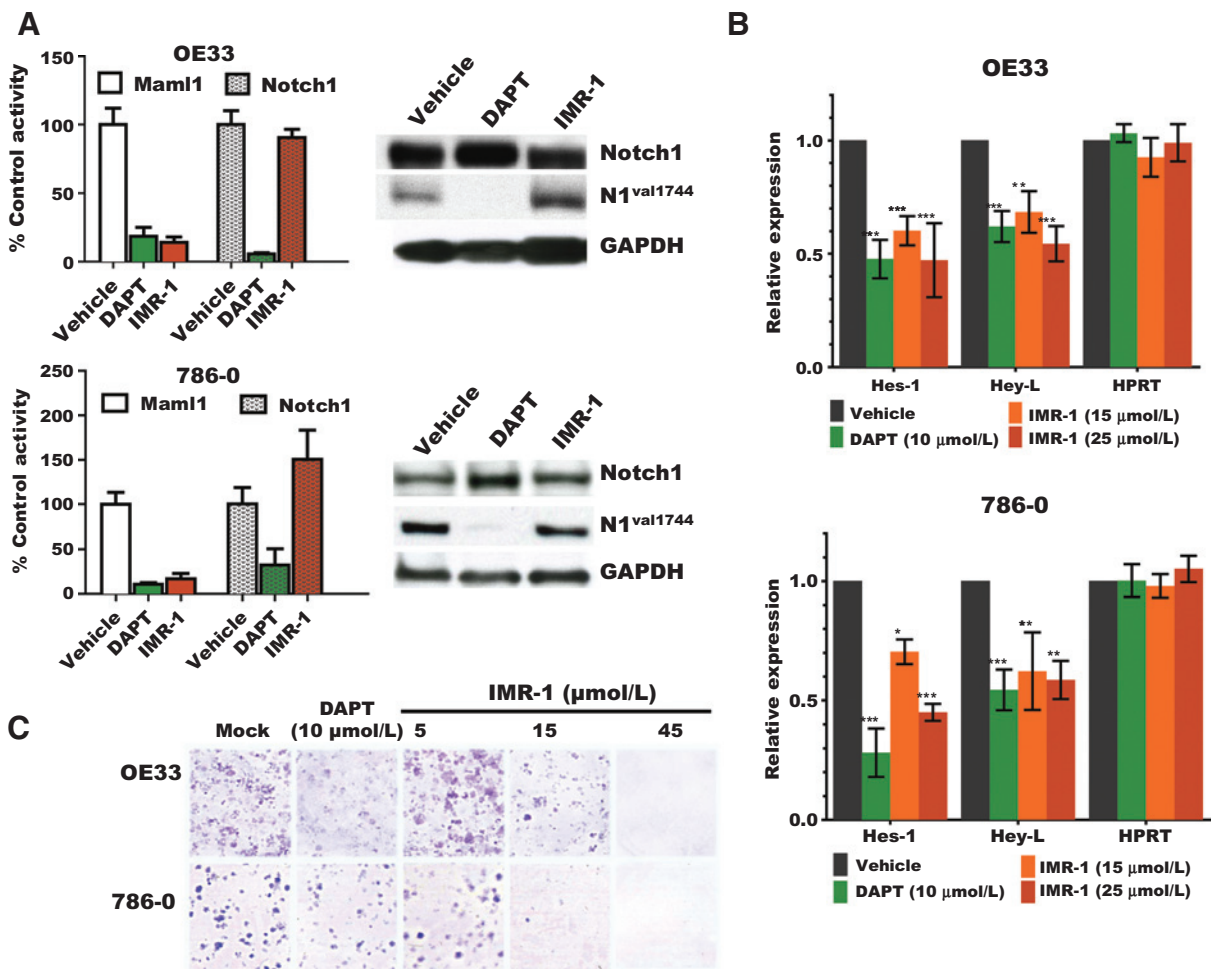 A
OE33
Maml1 Notch1
% Control activity
150
100
50
0
Vehicle DAPT IMR-1 Vehicle DAPT IMR-1
Vehicle DAPT IMR-1
Notch1
N1val1744
GAPDH
786-0
Maml1 Notch1
% Control activity
250
200
150
100
50
0
Vehicle DAPT IMR-1 Vehicle DAPT IMR-1
Vehicle DAPT IMR-1
Notch1
N1val1744
GAPDH
B
OE33
Relative expression
1.0
0.5
0.0
*** *** *** *** ** ***
Hes-1 Hey-L HPRT
Vehicle IMR-1 (15 μmol/L)
DAPT (10 μmol/L) IMR-1 (25 μmol/L)
786-0
Relative expression
1.0
0.5
0.0
*** * *** *** ** **
Hes-1 Hey-L HPRT
Vehicle IMR-1 (15 μmol/L)
DAPT (10 μmol/L) IMR-1 (25 μmol/L)
C
IMR-1 (μmol/L)
Mock DAPT (10 μmol/L) 5 15 45
OE33
786-0